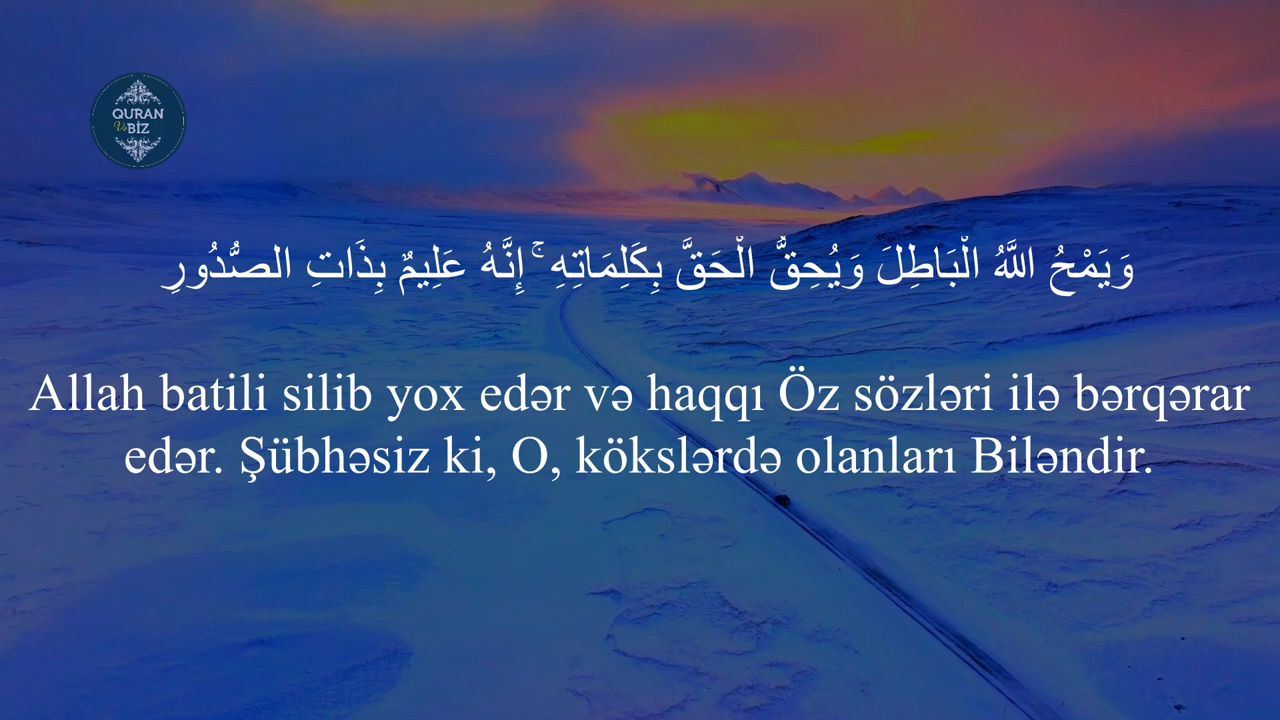 QURAN
Və BİZ
وَيَمْحُ اللَّهُ الْبَاطِلَ وَيُحِقُّ الْحَقَّ بِكَلِمَاتِهِ ۚ إِنَّهُ عَلِيمٌ بِذَاتِ الصُّدُورِ
Allah batili silib yox edər və haqqı Öz sözləri ilə bərqərar
edər. Şübhəsiz ki, O, kökslərdə olanları Biləndir.